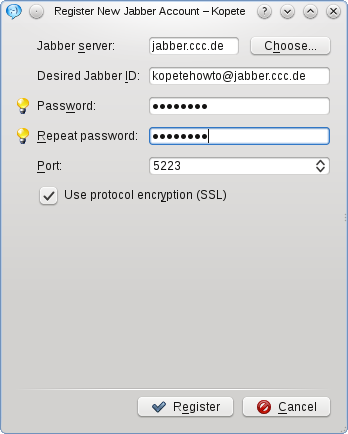 Register New Jabber Account – Kopete
Jabber server: jabber.ccc.de Choose...
Desired Jabber ID: kopetehowto@jabber.ccc.de
Password: ●●●●●●●●
Repeat password: ●●●●●●●●
Port: 5223
Use protocol encryption (SSL)
Register Cancel